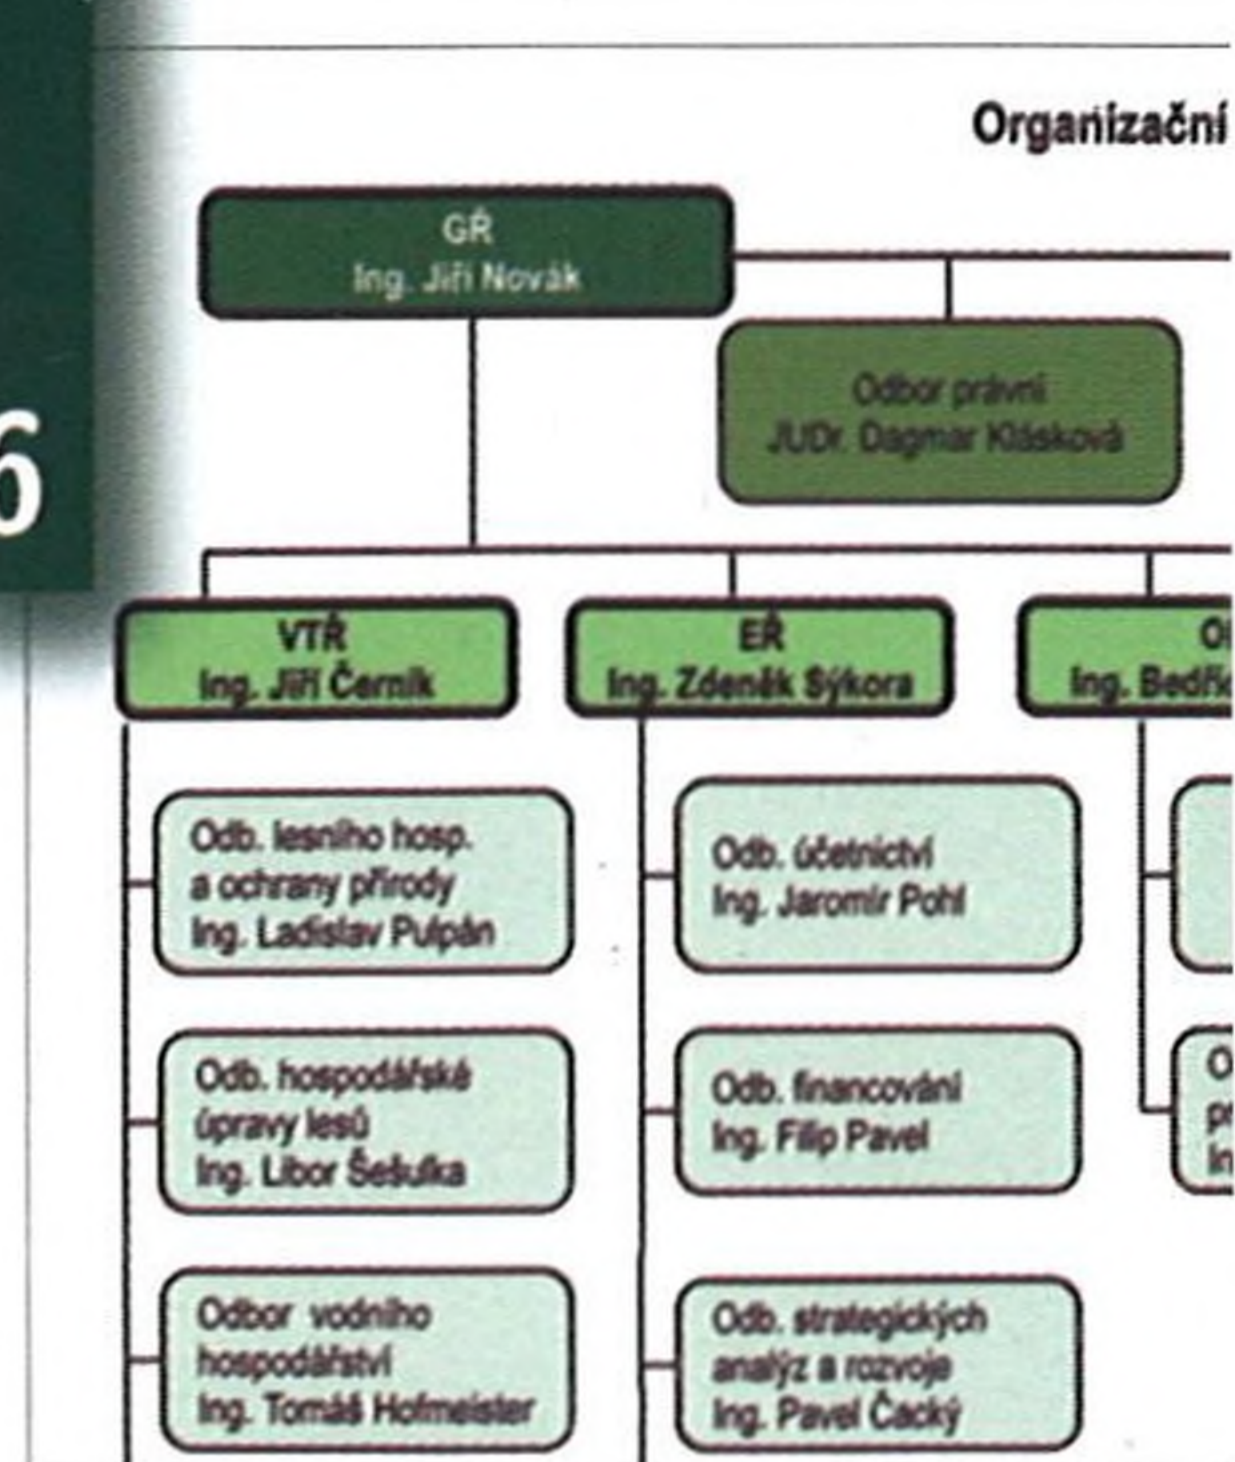 Organizační
GŘ
Ing. Jiří Novák
Odbor právní
JUDr. Dagmar Klásková
6
VTŘ
Ing. Jiří Černík
EŘ
Ing. Zdeněk Sýkora
Ing.
Odb. lesního hosp.
a ochrany přírody
Ing. Ladislav Pulpán
Odb. účetnictví
Ing. Jaromír Pohl
Odb. hospodářské
úpravy lesů
Ing. Libor Šešulka
Odb. financování
Ing. Filip Pavel
Odbor vodního
hospodářství
Ing. Tomáš Hofmeister
Odb. strategických
analýz a rozvoje
Ing. Pavel Čacký